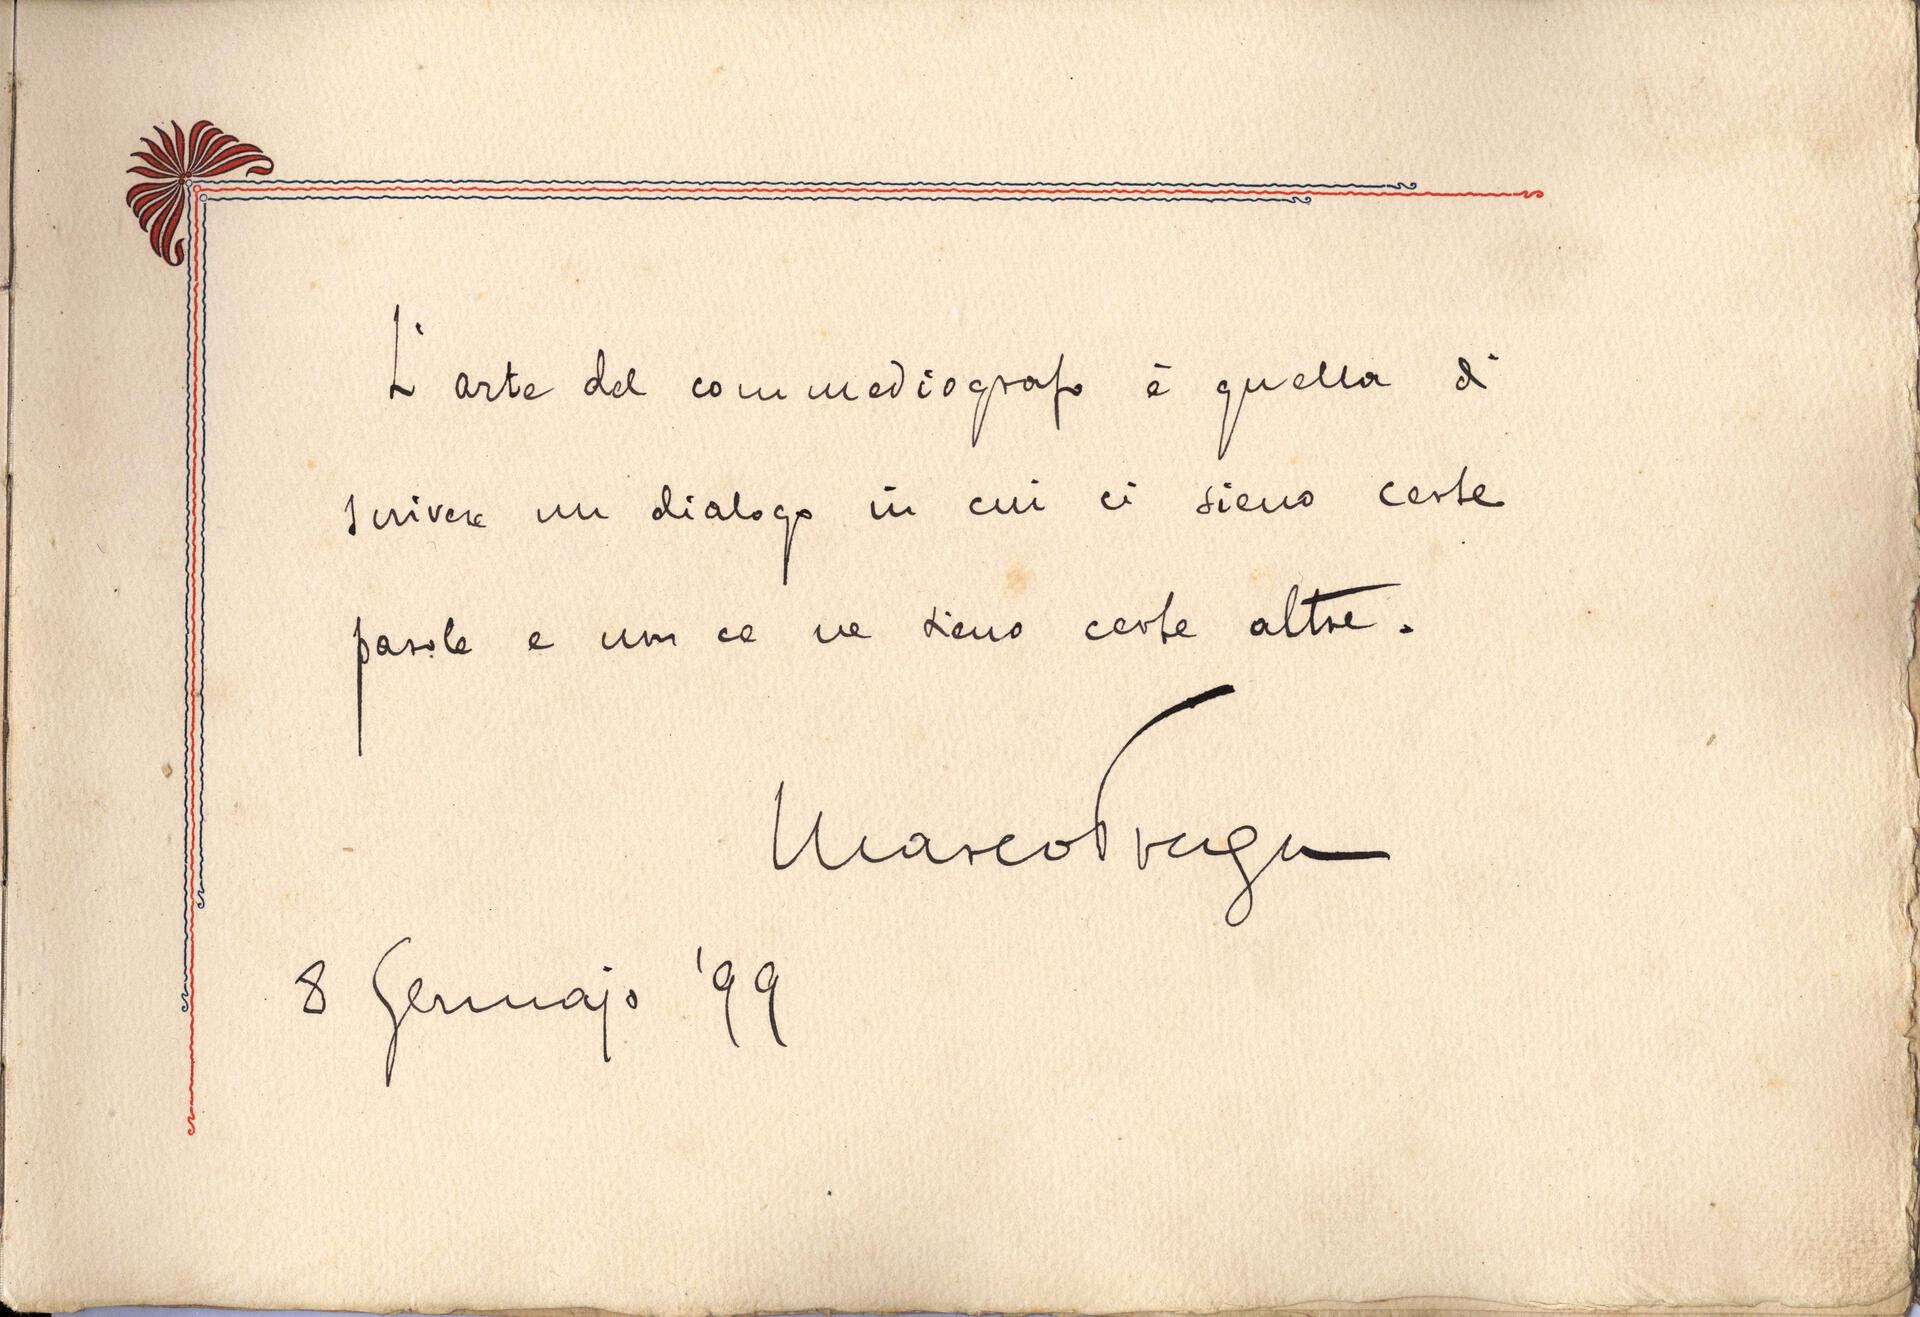 L'arte del commediografo è quella di
scrivere un dialogo in cui ci sieno certe
parole e non ce ne sieno certe altre.
Marco Praga
8 Gennajo '99